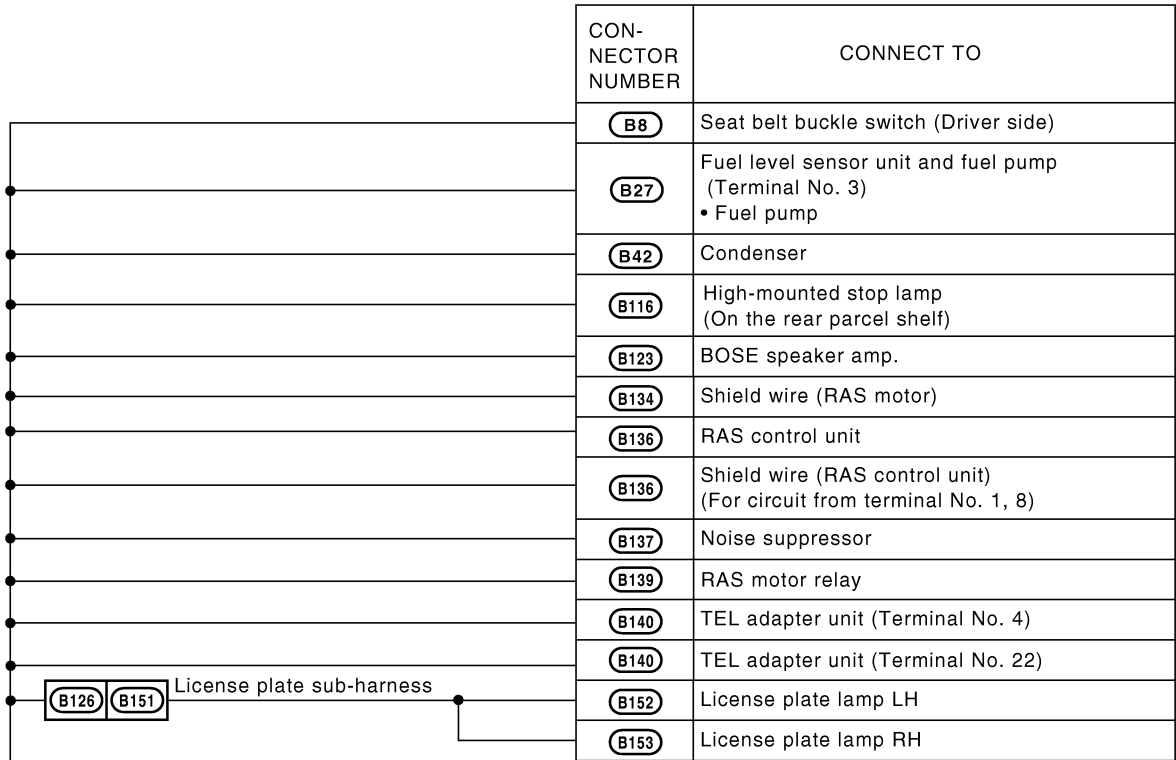 CON-
NECTOR
NUMBER
CONNECT TO
B8 Seat belt buckle switch (Driver side)
B27 Fuel level sensor unit and fuel pump
(Terminal No. 3)
• Fuel pump
B42 Condenser
B116 High-mounted stop lamp
(On the rear parcel shelf)
B123 BOSE speaker amp.
B134 Shield wire (RAS motor)
B136 RAS control unit
B136 Shield wire (RAS control unit)
(For circuit from terminal No. 1, 8)
B137 Noise suppressor
B139 RAS motor relay
B140 TEL adapter unit (Terminal No. 4)
B140 TEL adapter unit (Terminal No. 22)
B126 B151 License plate sub-harness
B152 License plate lamp LH
B153 License plate lamp RH